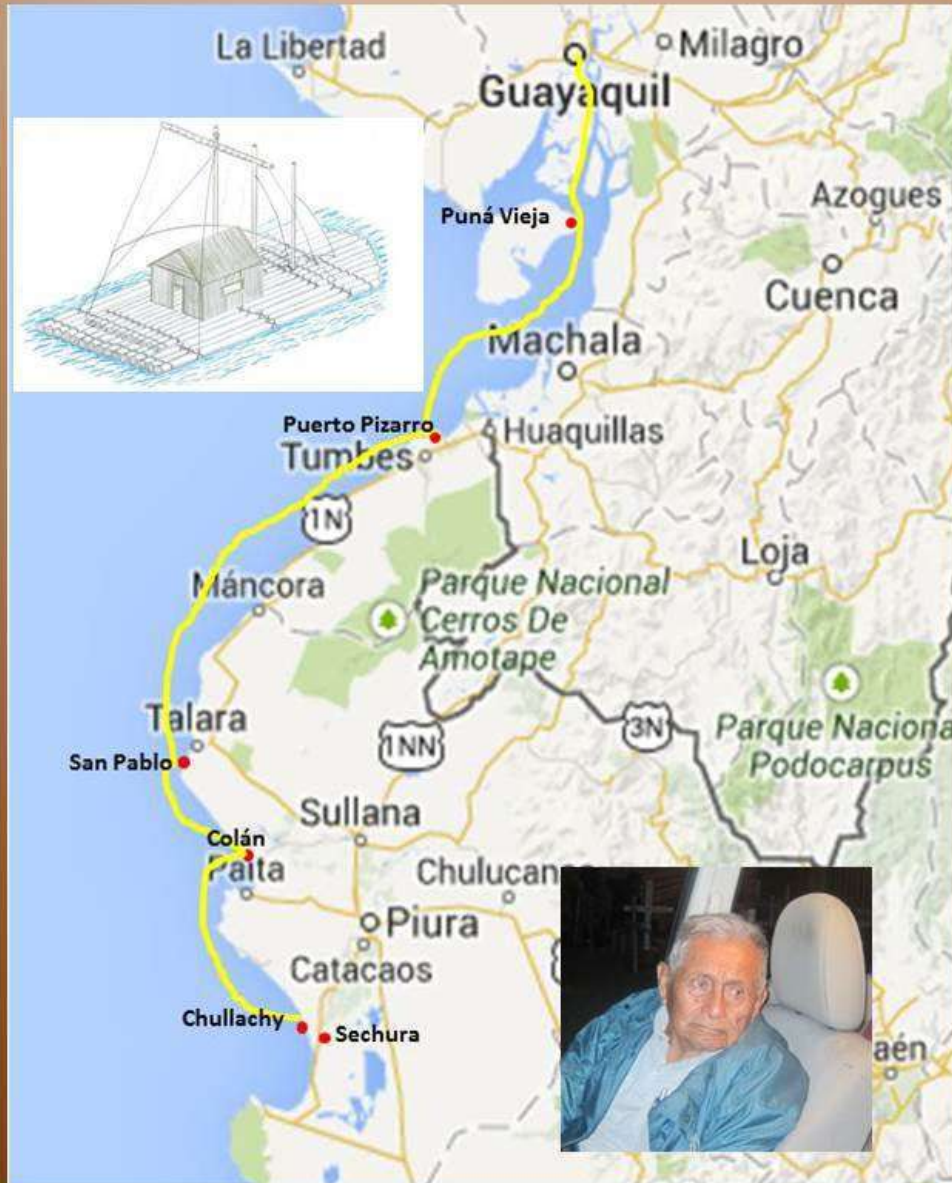 La Libertad
Milagro
Guayaquil
Puná Vieja
Azogues
Cuenca
Machala
Puerto Pizarro
Huaquillas
Tumbes
1N
Loja
Máncora
Parque Nacional
Cerros De
Amotape
Talara
3N
1NN
Parque Naciona
Podocarpus
San Pablo
Sullana
Colán
Paita
Chulucana
Piura
Catacaos
Chullachy
Sechura
aén